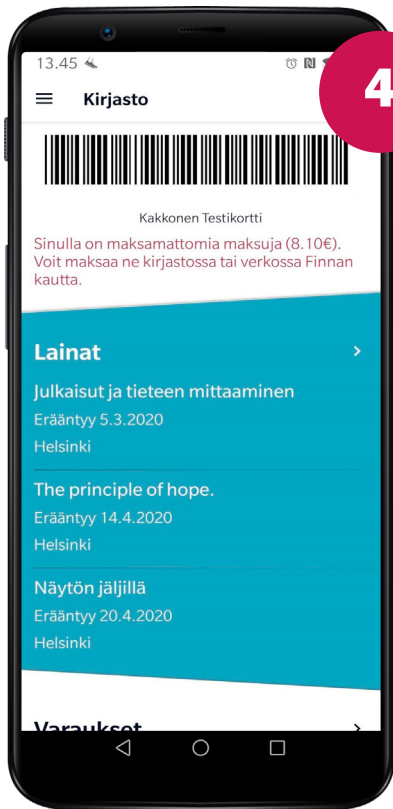 13.45
4
Kirjasto
Kakkonen Testikortti
Sinulla on maksamattomia maksuja (8.10€).
Voit maksaa ne kirjastossa tai verkossa Finnan
kautta.
Lainat
Julkaisut ja tieteen mittaaminen
Erääntyy 5.3.2020
Helsinki
The principle of hope.
Erääntyy 14.4.2020
Helsinki
Näytön jäljillä
Erääntyy 20.4.2020
Helsinki
Varaukset